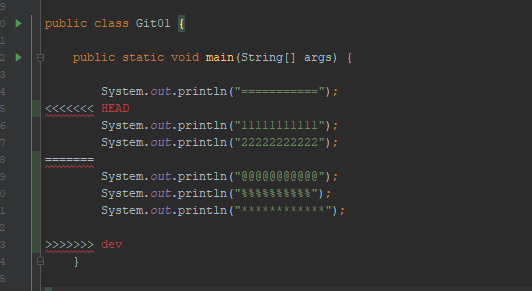 9
0 public class Git01 {
1
2 public static void main(String[] args) {
3
4 System.out.println("===========");
5 <<<<<<< HEAD
6 System.out.println("11111111111");
7 System.out.println("22222222222");
8 =======
9 System.out.println("@@@@@@@@@@@");
0 System.out.println("%%%%%%%%%%");
1 System.out.println("************");
2
3 >>>>>>> dev
4 }
5